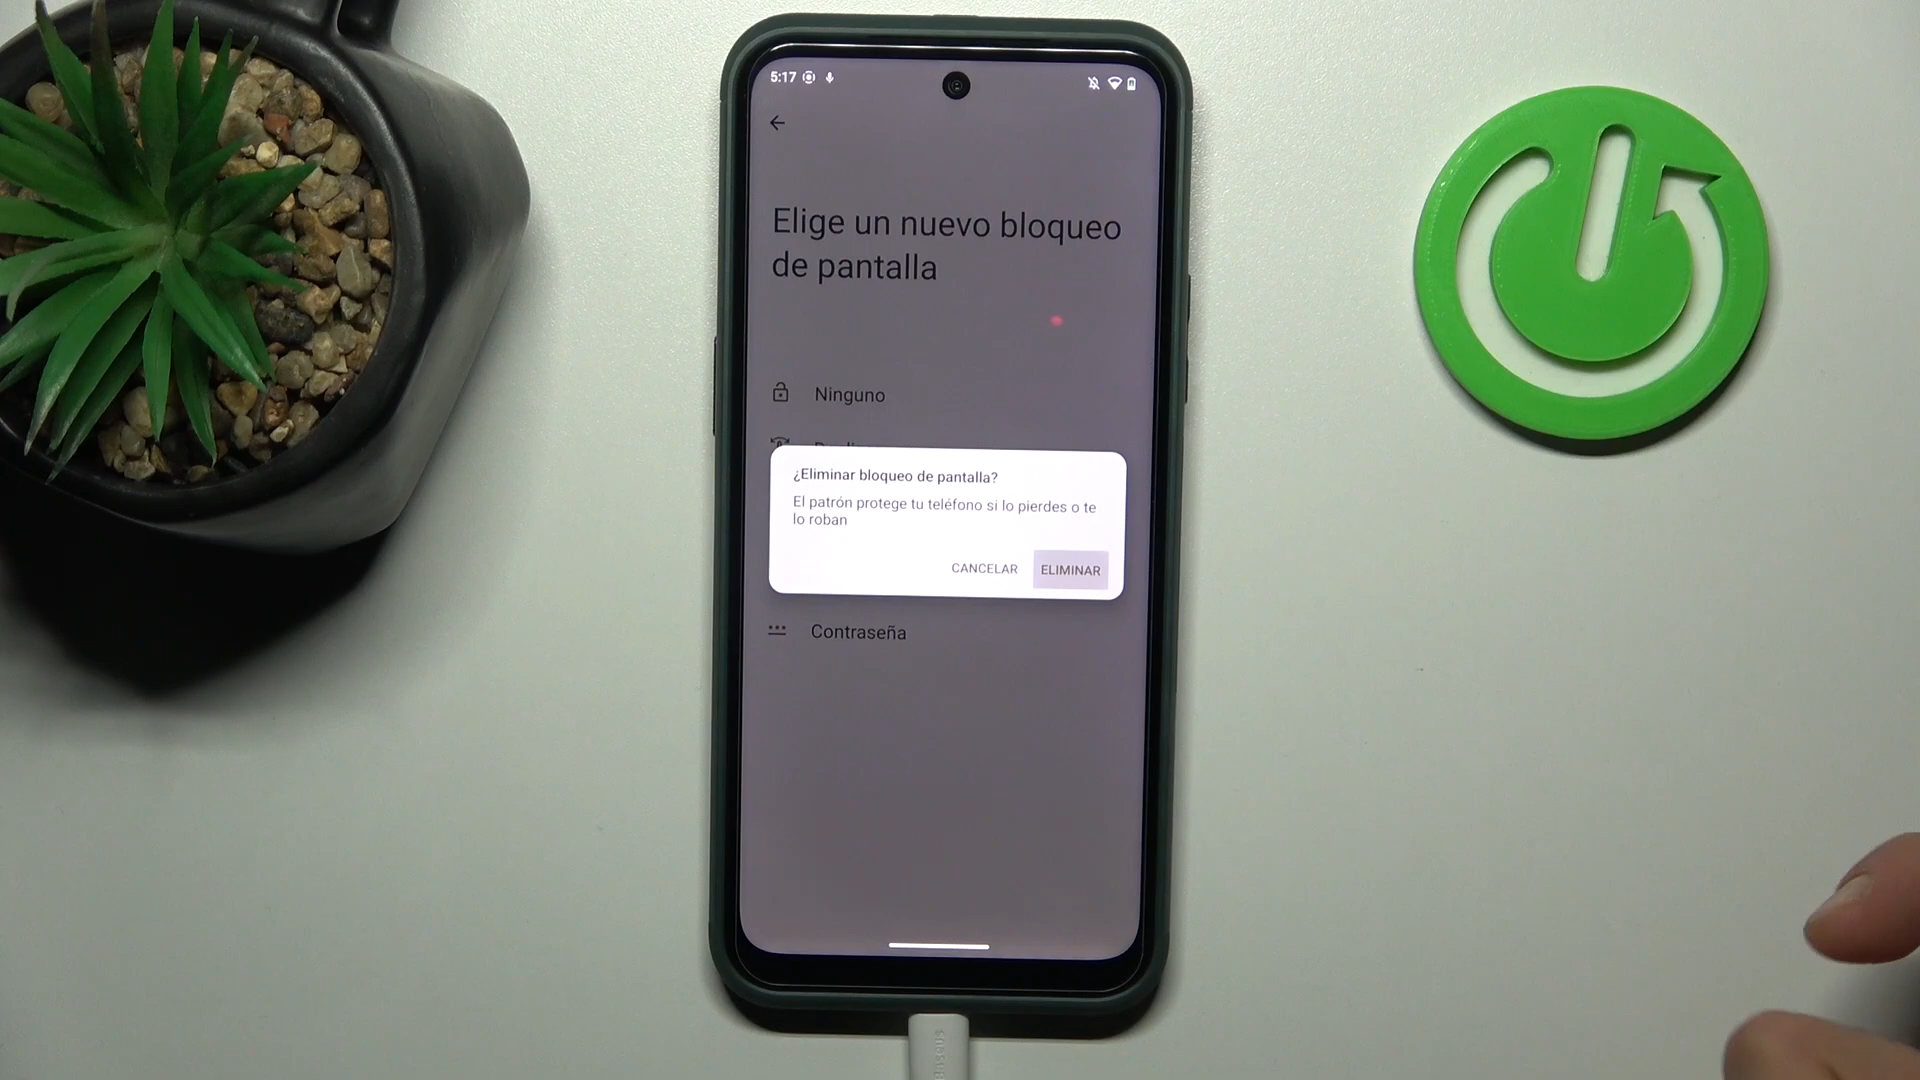 5:17
Elige un nuevo bloqueo
de pantalla
Ninguno
¿Eliminar bloqueo de pantalla?
El patrón protege tu teléfono si lo pierdes o te
lo roban
CANCELAR ELIMINAR
Contraseña
Baseus